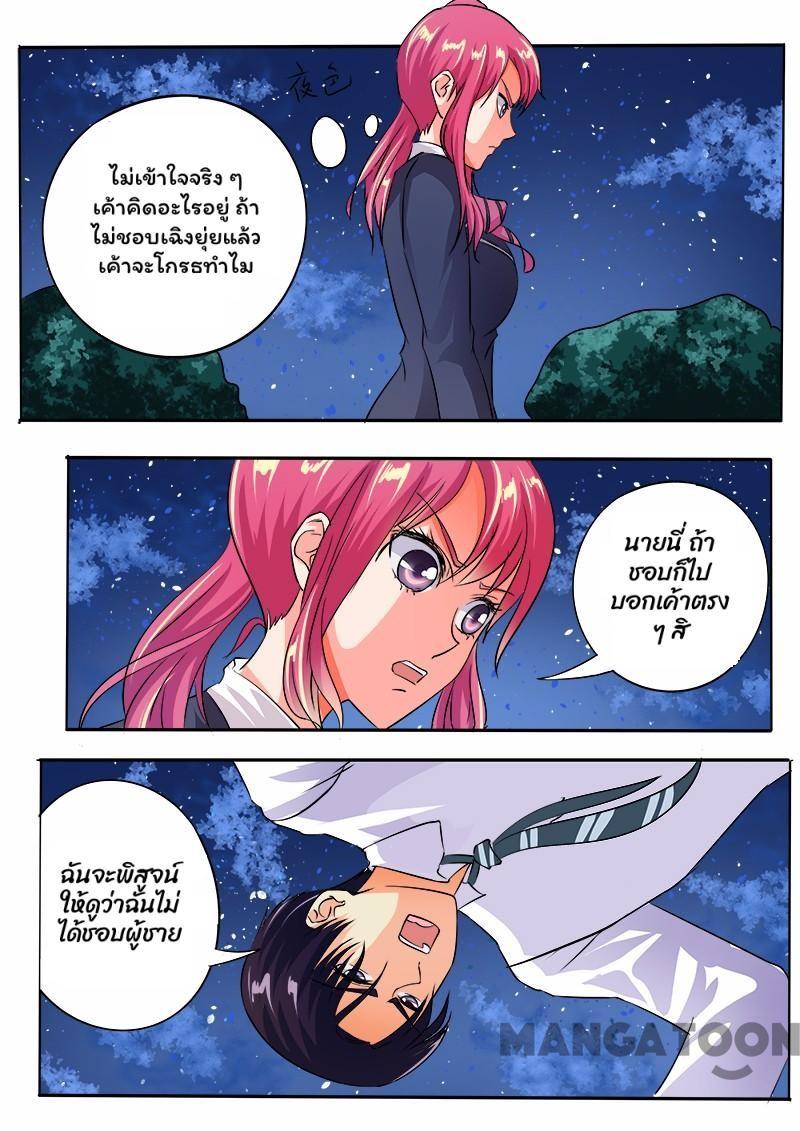 夜色
ไม่เข้าใจจริง ๆ
เค้าคิดอะไรอยู่ ถ้า
ไม่ชอบเฉิงยุ่ยแล้ว
เค้าจะโกรธทำไม
นายนี่ ถ้า
ชอบก็ไป
บอกเค้าตรง
ๆ สิ
ฉันจะพิสูจน์
ให้ดูว่าฉันไม่
ได้ชอบผู้ชาย
MANGATOON